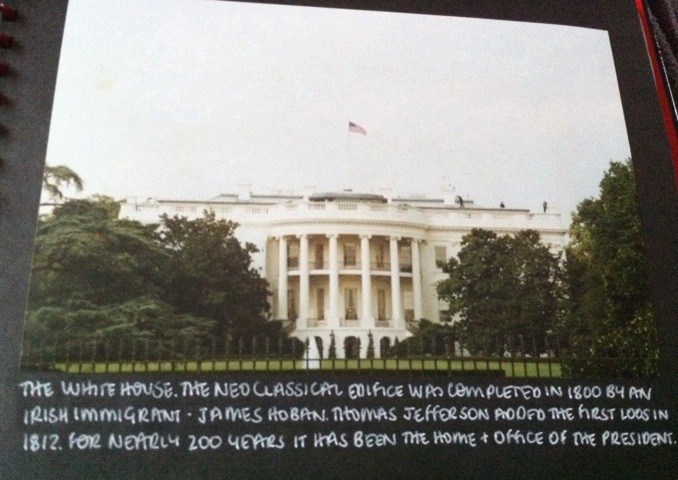 THE WHITE HOUSE. THE NEO CLASSICAL EDIFICE WAS COMPLETED IN 1800 BY AN
IRISH IMMIGRANT - JAMES HOBAN. THOMAS JEFFERSON ADDED THE FIRST LOOS IN
1812. FOR NEARLY 200 YEARS IT HAS BEEN THE HOME + OFFICE OF THE PRESIDENT.